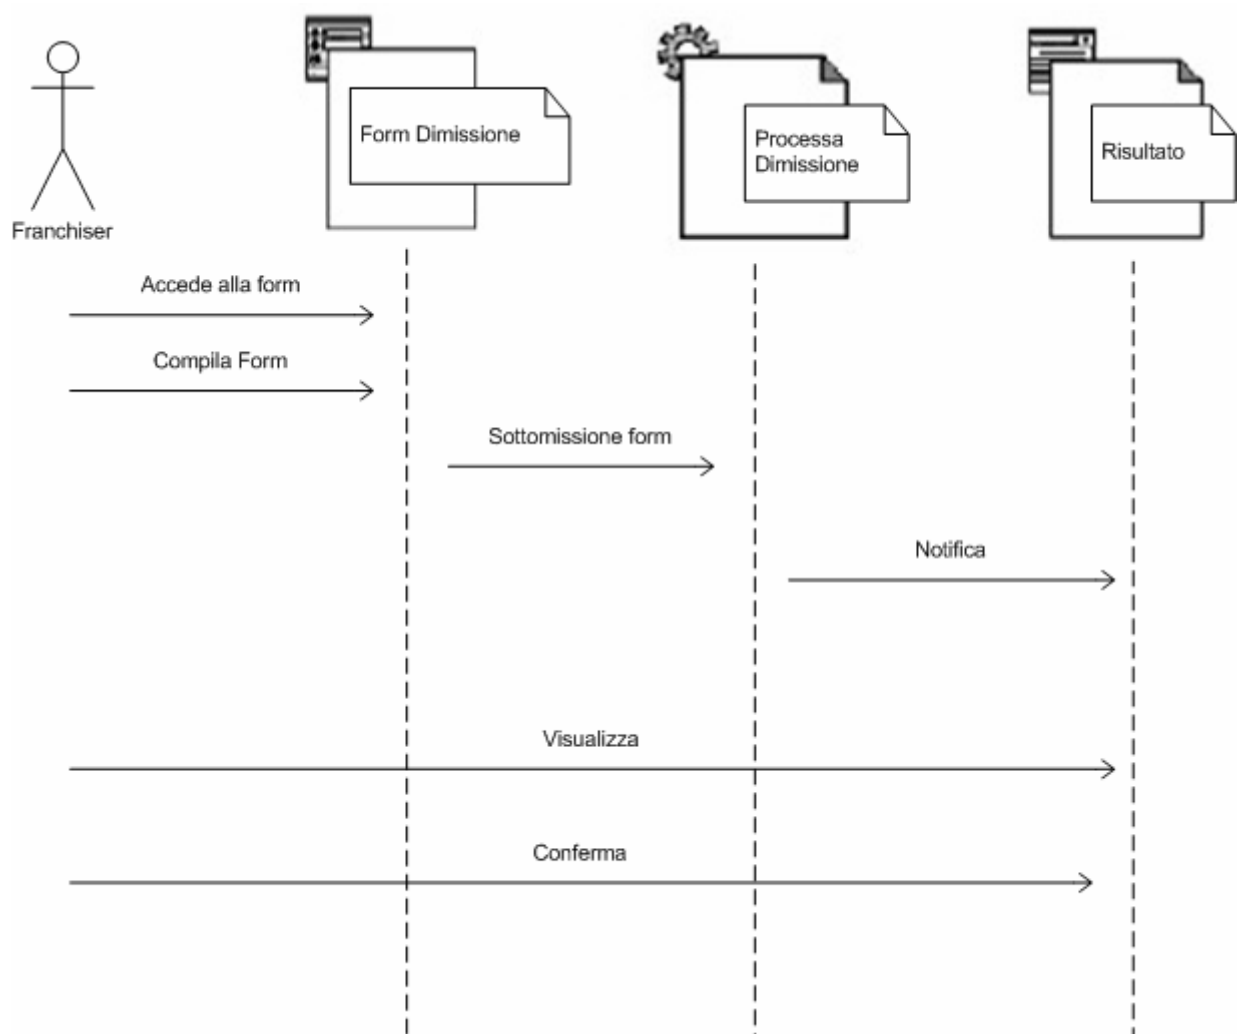 Form Dimissione
Processa
Dimissione
Risultato
Franchiser
Accede alla form
Compila Form
Sottomissione form
Notifica
Visualizza
Conferma